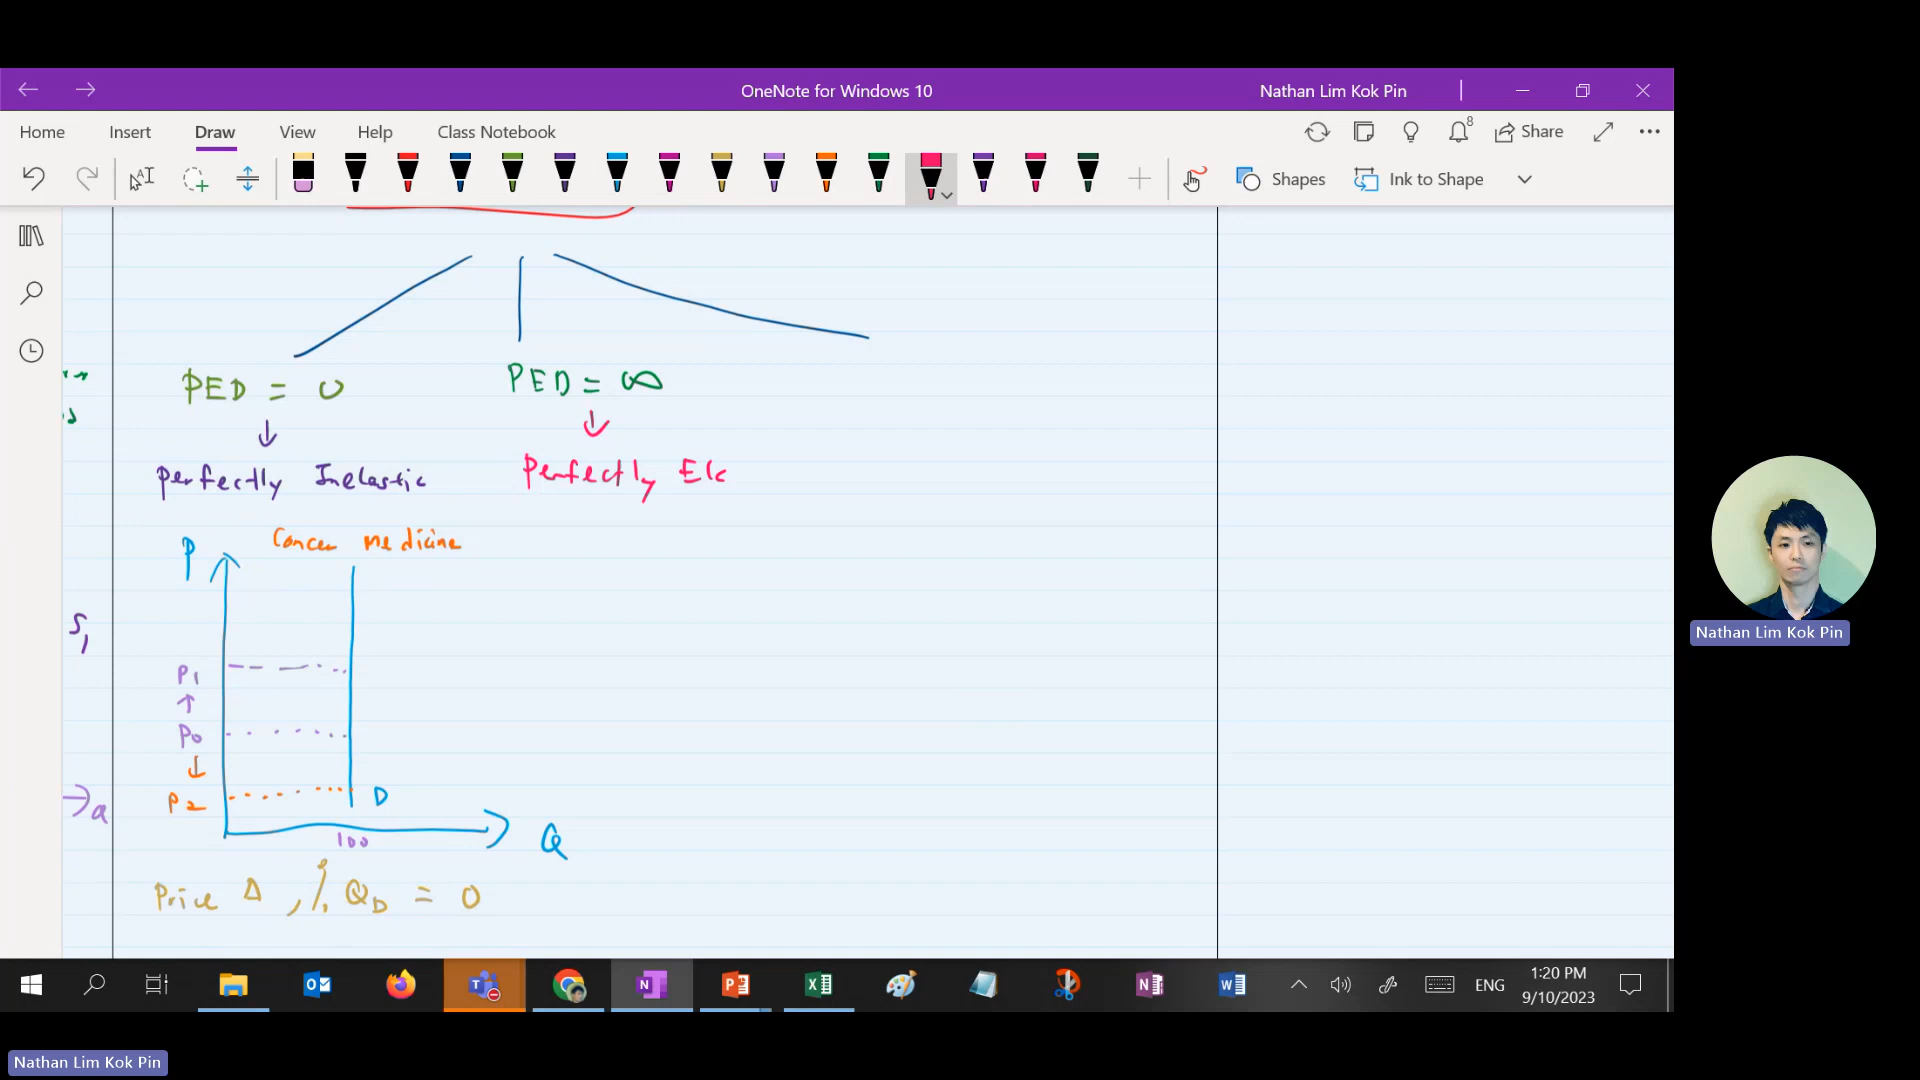 OneNote for Windows 10
Nathan Lim Kok Pin
Home Insert Draw View Help Class Notebook
8
Share
Shapes
Ink to Shape
PED = 0
PED = ∞
↓
↓
Perfectly Inelastic
Perfectly Ela
P
Cancer medicine
S1
P1
↑
P0
↓
P2
D
→Q
100
Q
Price Δ, % QD = 0
Nathan Lim Kok Pin
ENG
1:20 PM
9/10/2023
Nathan Lim Kok Pin